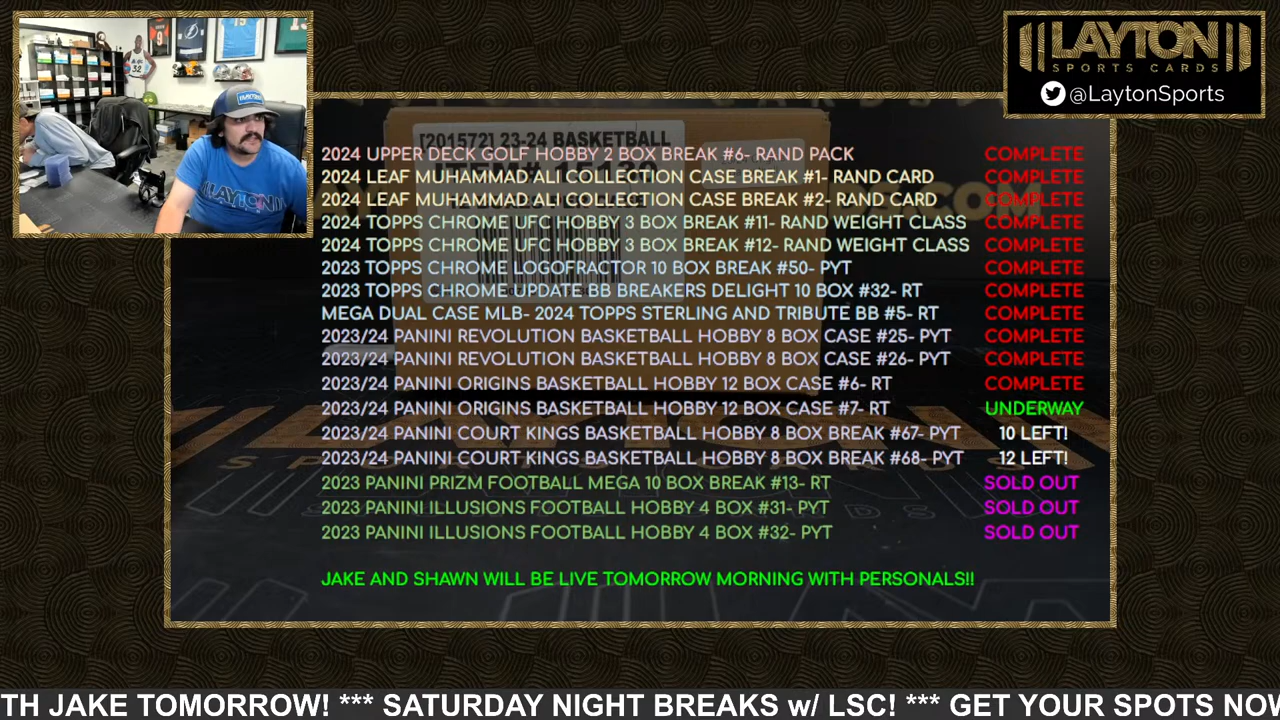 LAYTON
SPORTS CARDS
@LaytonSports
[201572] 23-24 BASKETBALL
2024 UPPER DECK GOLF HOBBY 2 BOX BREAK #6- RAND PACK COMPLETE
2024 LEAF MUHAMMAD ALI COLLECTION CASE BREAK #1- RAND CARD COMPLETE
2024 LEAF MUHAMMAD ALI COLLECTION CASE BREAK #2- RAND CARD COMPLETE
2024 TOPPS CHROME UFC HOBBY 3 BOX BREAK #11- RAND WEIGHT CLASS COMPLETE
2024 TOPPS CHROME UFC HOBBY 3 BOX BREAK #12- RAND WEIGHT CLASS COMPLETE
2023 TOPPS CHROME LOGOFRACTOR 10 BOX BREAK #50- PYT COMPLETE
2023 TOPPS CHROME UPDATE BB BREAKERS DELIGHT 10 BOX #32- RT COMPLETE
MEGA DUAL CASE MLB- 2024 TOPPS STERLING AND TRIBUTE BB #5- RT COMPLETE
2023/24 PANINI REVOLUTION BASKETBALL HOBBY 8 BOX CASE #25- PYT COMPLETE
2023/24 PANINI REVOLUTION BASKETBALL HOBBY 8 BOX CASE #26- PYT COMPLETE
2023/24 PANINI ORIGINS BASKETBALL HOBBY 12 BOX CASE #6- RT COMPLETE
2023/24 PANINI ORIGINS BASKETBALL HOBBY 12 BOX CASE #7- RT UNDERWAY
2023/24 PANINI COURT KINGS BASKETBALL HOBBY 8 BOX BREAK #67- PYT 10 LEFT!
2023/24 PANINI COURT KINGS BASKETBALL HOBBY 8 BOX BREAK #68- PYT 12 LEFT!
2023 PANINI PRIZM FOOTBALL MEGA 10 BOX BREAK #13- RT SOLD OUT
2023 PANINI ILLUSIONS FOOTBALL HOBBY 4 BOX #31- PYT SOLD OUT
2023 PANINI ILLUSIONS FOOTBALL HOBBY 4 BOX #32- PYT SOLD OUT
JAKE AND SHAWN WILL BE LIVE TOMORROW MORNING WITH PERSONALS!!
TH JAKE TOMORROW! *** SATURDAY NIGHT BREAKS w/ LSC! *** GET YOUR SPOTS NOW